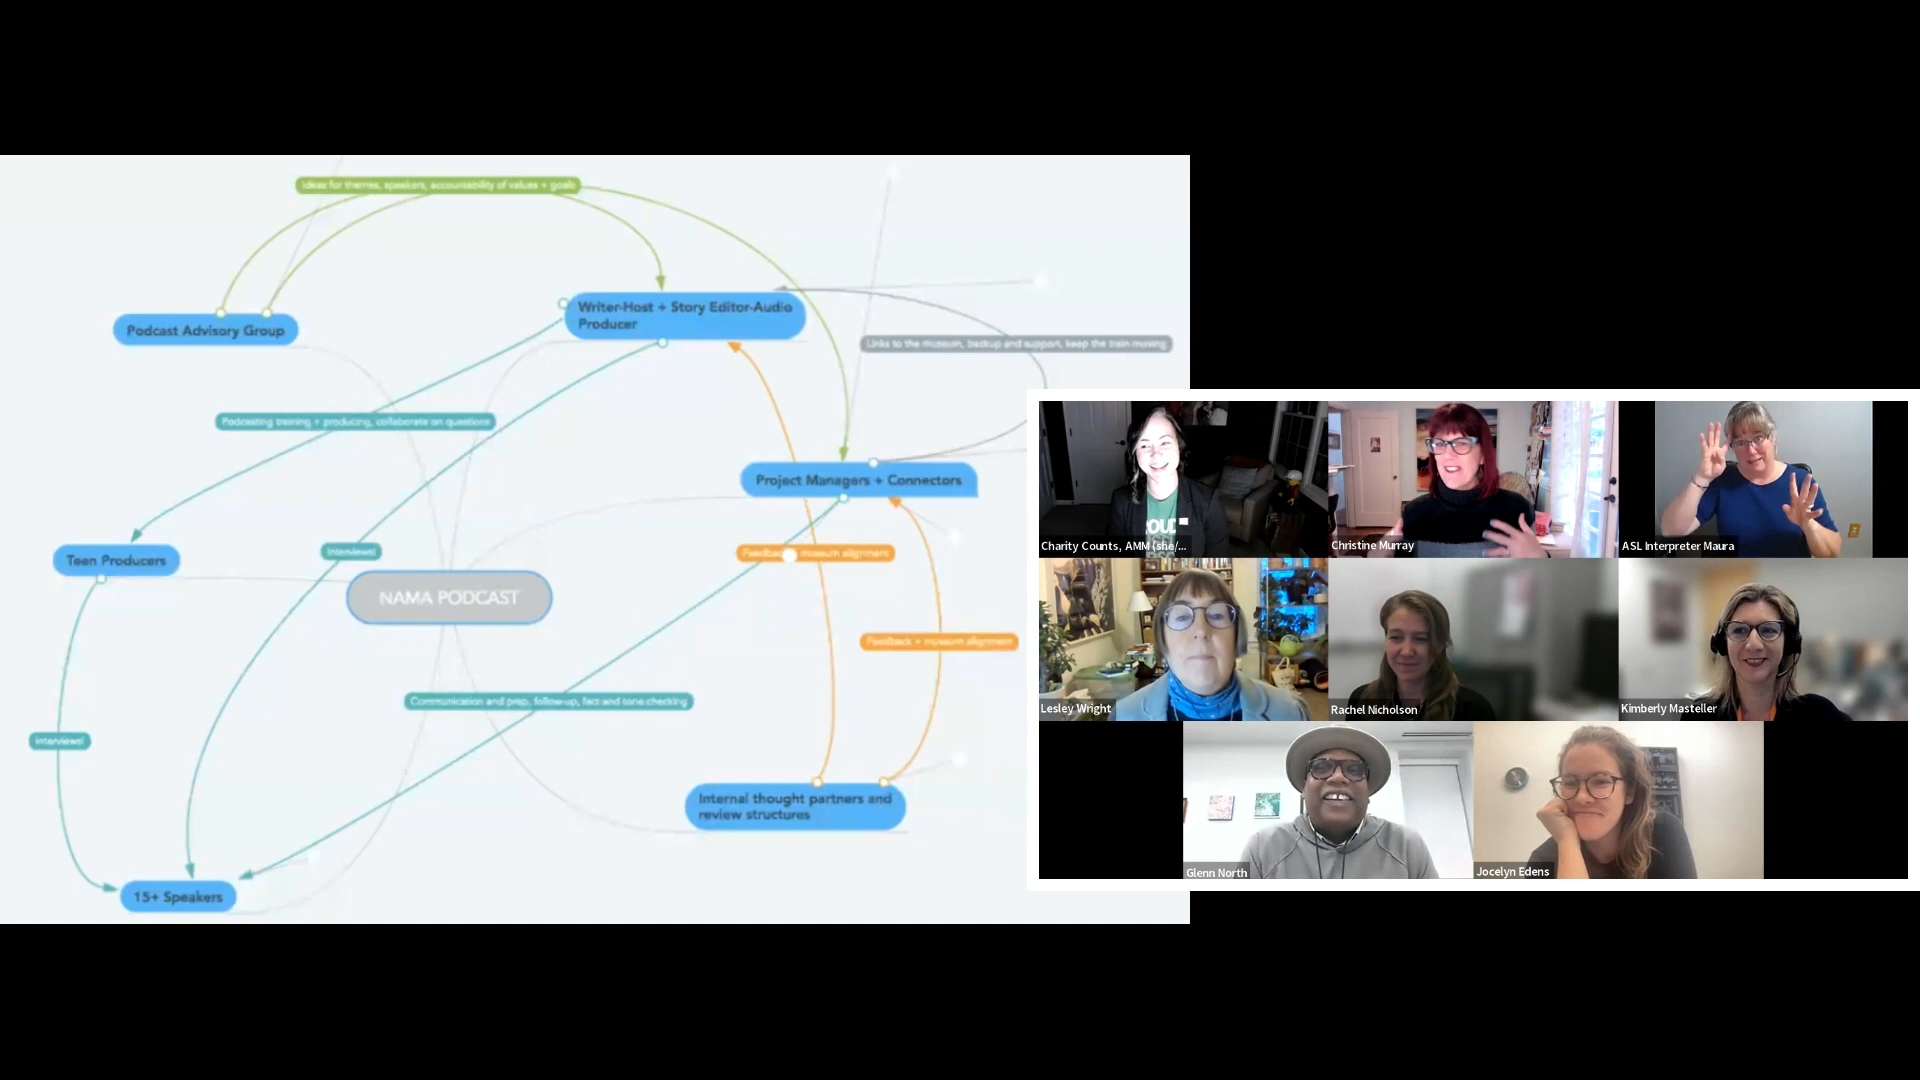 Ideas for themes, speakers, accountability of values + goals
Writer-Host + Story Editor-Audio
Producer
Podcast Advisory Group
Links to the museum, backup and support, keep the train moving
Podcasting training + producing, collaborate on questions
Project Managers + Connectors
Interviews!
Feedback museum alignment
Teen Producers
NAMA PODCAST
Feedback + museum alignment
Communication and prep, follow-up, fact and tone checking
Interviews!
Internal thought partners and
review structures
15+ Speakers
PROUD
Charity Counts, AMM (she/...
Christine Murray
ASL Interpreter Maura
Lesley Wright
Rachel Nicholson
Kimberly Masteller
Glenn North
Jocelyn Edens